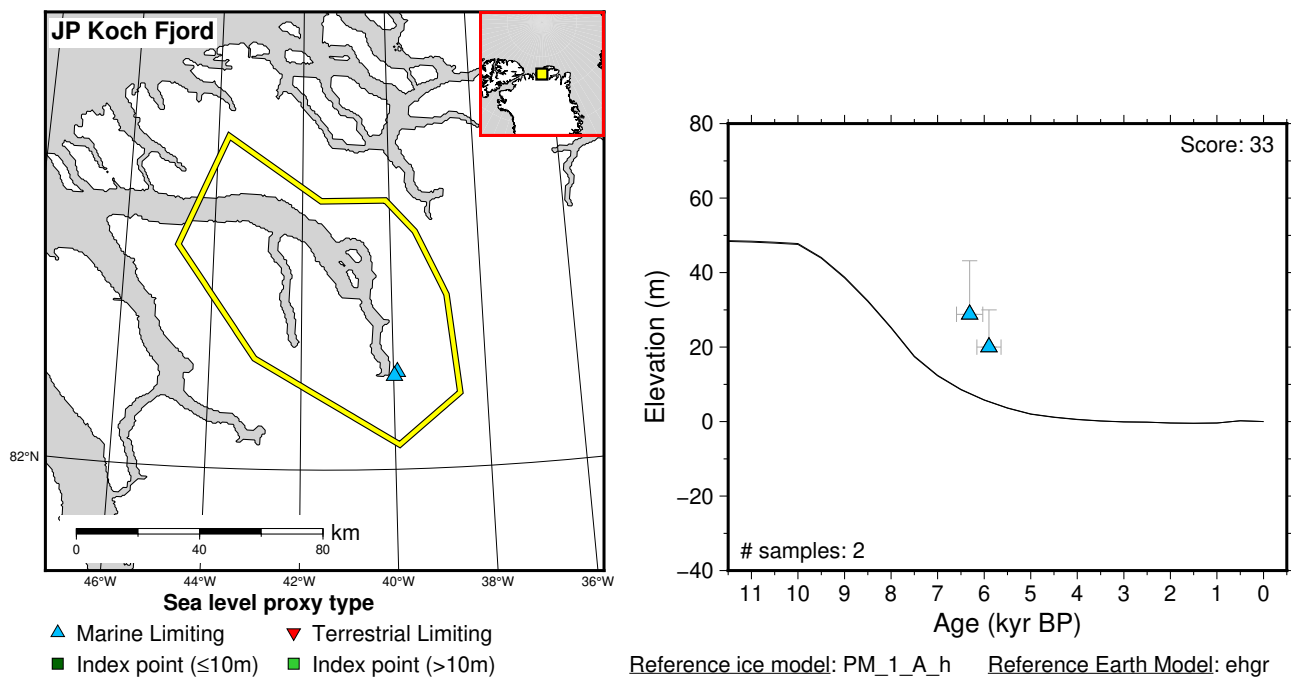 JP Koch Fjord
82°N
km
0 40 80
46°W 44°W 42°W 40°W 38°W 36°W
Sea level proxy type
Marine Limiting
Terrestrial Limiting
Index point (≤10m)
Index point (>10m)
Score: 33
80
60
40
20
0
−20
−40
Elevation (m)
# samples: 2
11 10 9 8 7 6 5 4 3 2 1 0
Age (kyr BP)
Reference ice model: PM_1_A_h
Reference Earth Model: ehgr